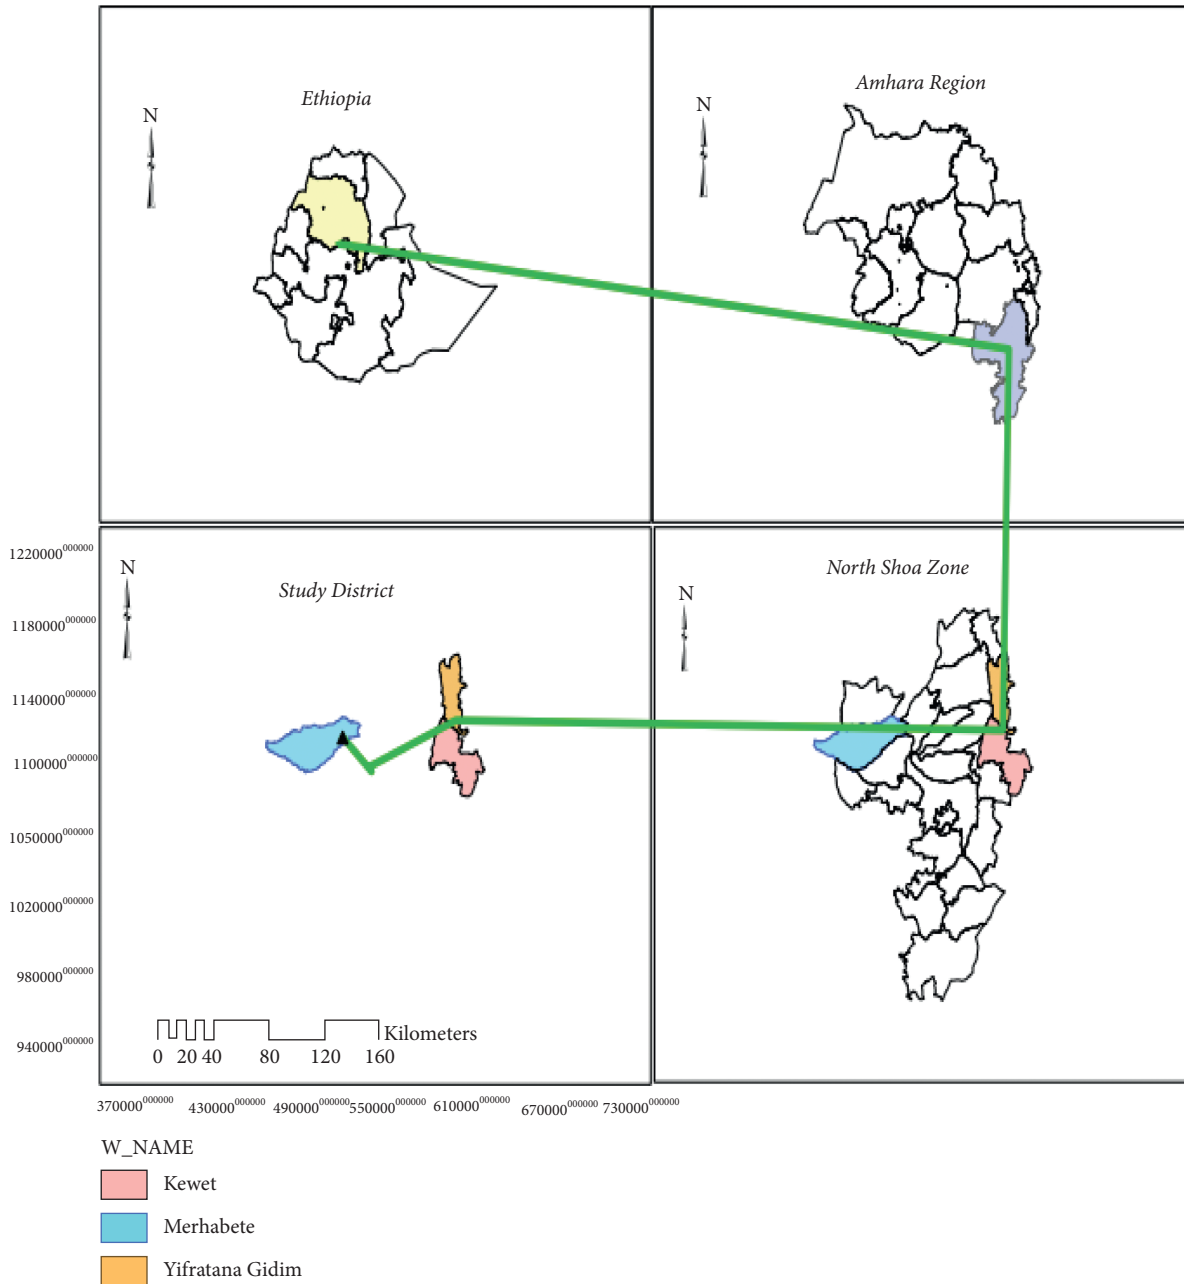 Ethiopia
N
Amhara Region
N
Study District
N
North Shoa Zone
N
1220000000000
1180000000000
1140000000000
1100000000000
1050000000000
1020000000000
980000000000
940000000000
Kilometers
0 20 40 80 120 160
370000000000 430000000000 490000000000 550000000000 610000000000 670000000000 730000000000
W_NAME
Kewet
Merhabete
Yifratana Gidim